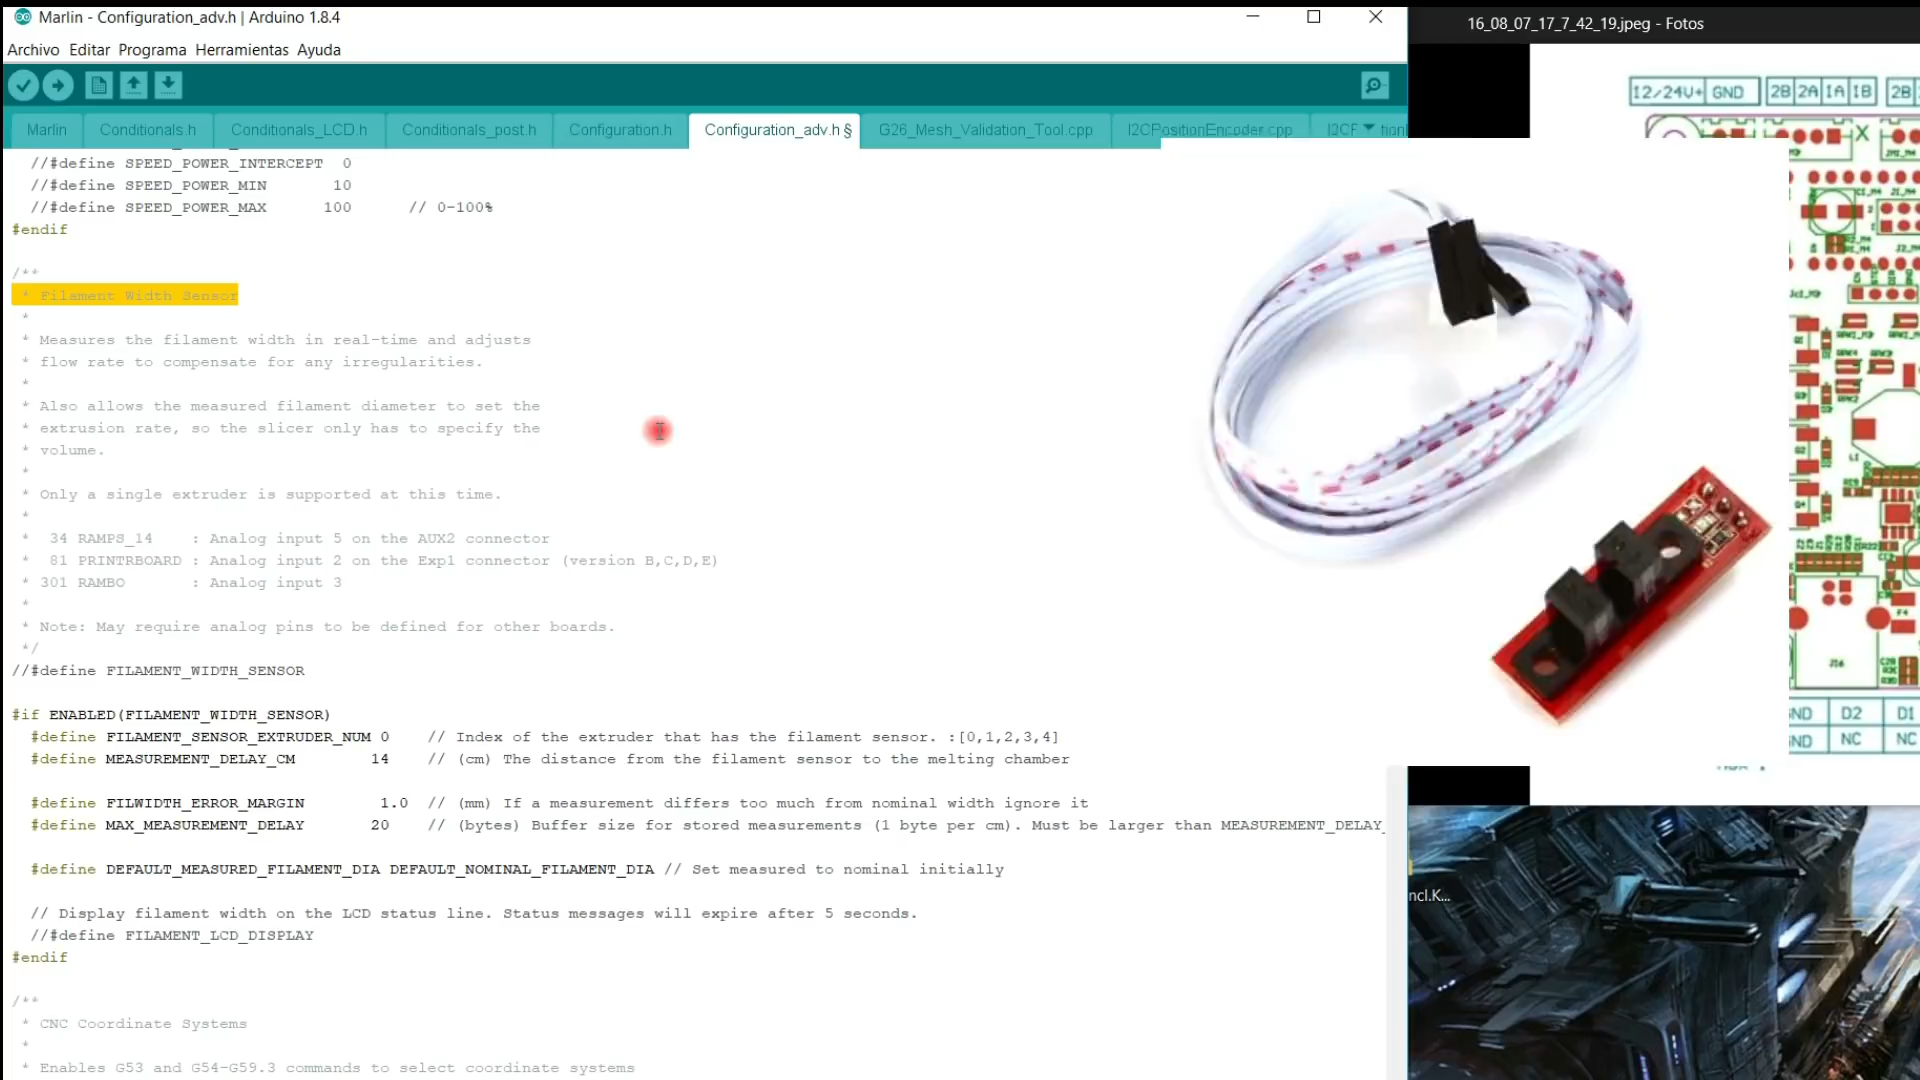 Marlin - Configuration_adv.h | Arduino 1.8.4
16_08_07_17_7_42_19.jpeg - Fotos
Archivo Editar Programa Herramientas Ayuda
Marlin Conditionals.h Conditionals_LCD.h Conditionals_post.h Configuration.h Configuration_adv.h § G26_Mesh_Validation_Tool.cpp I2CPositionEncoder.cpp
12/24V+ GND 2B 2A 1A 1B 2B
//#define SPEED_POWER_INTERCEPT 0
//#define SPEED_POWER_MIN 10
//#define SPEED_POWER_MAX 100 // 0-100%
#endif
/**
* Filament Width Sensor
*
* Measures the filament width in real-time and adjusts
* flow rate to compensate for any irregularities.
*
* Also allows the measured filament diameter to set the
* extrusion rate, so the slicer only has to specify the
* volume.
*
* Only a single extruder is supported at this time.
*
* 34 RAMPS_14 : Analog input 5 on the AUX2 connector
* 81 PRINTRBOARD : Analog input 2 on the Exp1 connector (version B,C,D,E)
* 301 RAMBO : Analog input 3
*
* Note: May require analog pins to be defined for other boards.
*/
//#define FILAMENT_WIDTH_SENSOR
#if ENABLED(FILAMENT_WIDTH_SENSOR)
#define FILAMENT_SENSOR_EXTRUDER_NUM 0 // Index of the extruder that has the filament sensor. :[0,1,2,3,4]
#define MEASUREMENT_DELAY_CM 14 // (cm) The distance from the filament sensor to the melting chamber
#define FILWIDTH_ERROR_MARGIN 1.0 // (mm) If a measurement differs too much from nominal width ignore it
#define MAX_MEASUREMENT_DELAY 20 // (bytes) Buffer size for stored measurements (1 byte per cm). Must be larger than MEASUREMENT_DELAY_
#define DEFAULT_MEASURED_FILAMENT_DIA DEFAULT_NOMINAL_FILAMENT_DIA // Set measured to nominal initially
// Display filament width on the LCD status line. Status messages will expire after 5 seconds.
//#define FILAMENT_LCD_DISPLAY
#endif
/**
* CNC Coordinate Systems
*
* Enables G53 and G54-G59.3 commands to select coordinate systems
J16
ND D2 D1
ND NC NC
ncl.K...